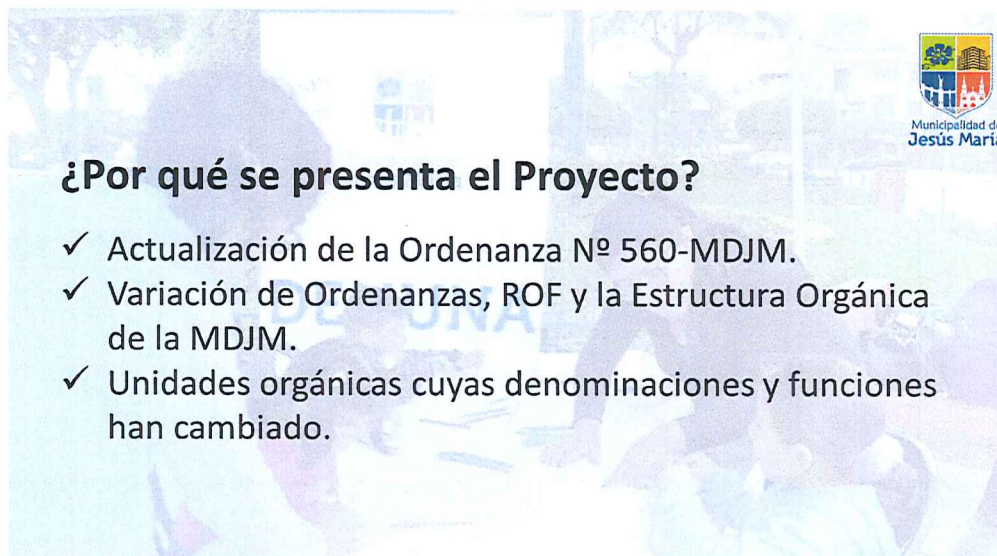 Municipalidad de
Jesús María
¿Por qué se presenta el Proyecto?
✓ Actualización de la Ordenanza Nº 560-MDJM.
✓ Variación de Ordenanzas, ROF y la Estructura Orgánica
de la MDJM.
✓ Unidades orgánicas cuyas denominaciones y funciones
han cambiado.